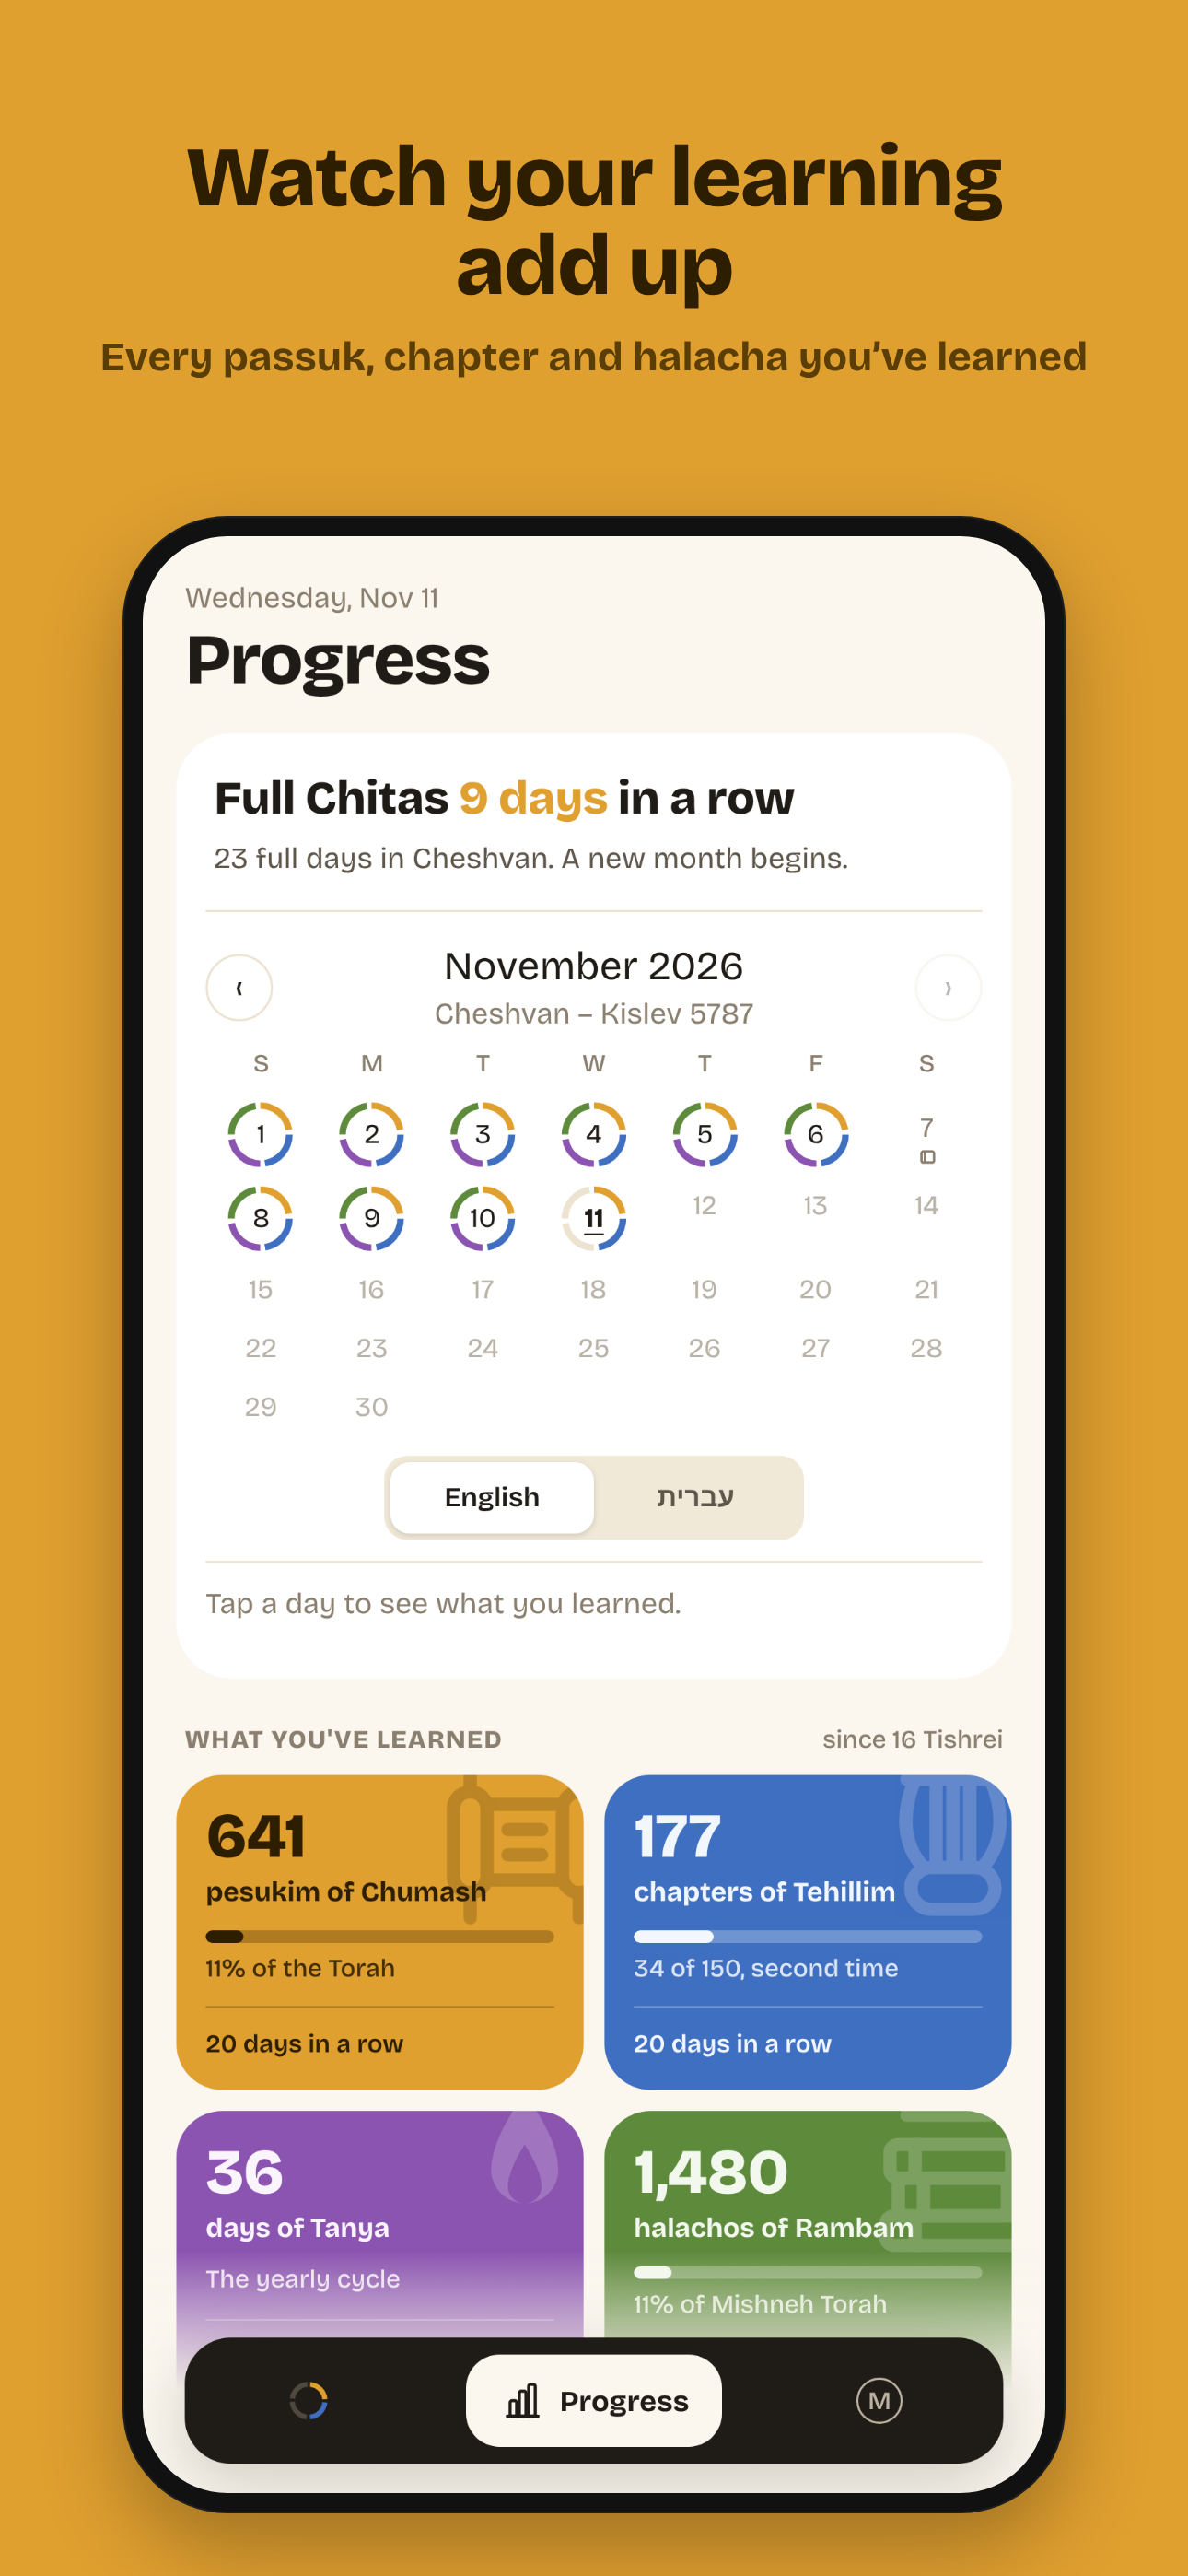 Watch your learning
add up
Every passuk, chapter and halacha you’ve learned
Wednesday, Nov 11
Progress
Full Chitas 9 days in a row
23 full days in Cheshvan. A new month begins.
‹ November 2026 ›
Cheshvan – Kislev 5787
S M T W T F S
1 2 3 4 5 6 7
8 9 10 11 12 13 14
15 16 17 18 19 20 21
22 23 24 25 26 27 28
29 30
English עברית
Tap a day to see what you learned.
WHAT YOU'VE LEARNED since 16 Tishrei
641
pesukim of Chumash
11% of the Torah
20 days in a row
177
chapters of Tehillim
34 of 150, second time
20 days in a row
36
days of Tanya
The yearly cycle
1,480
halachos of Rambam
11% of Mishneh Torah
Progress M